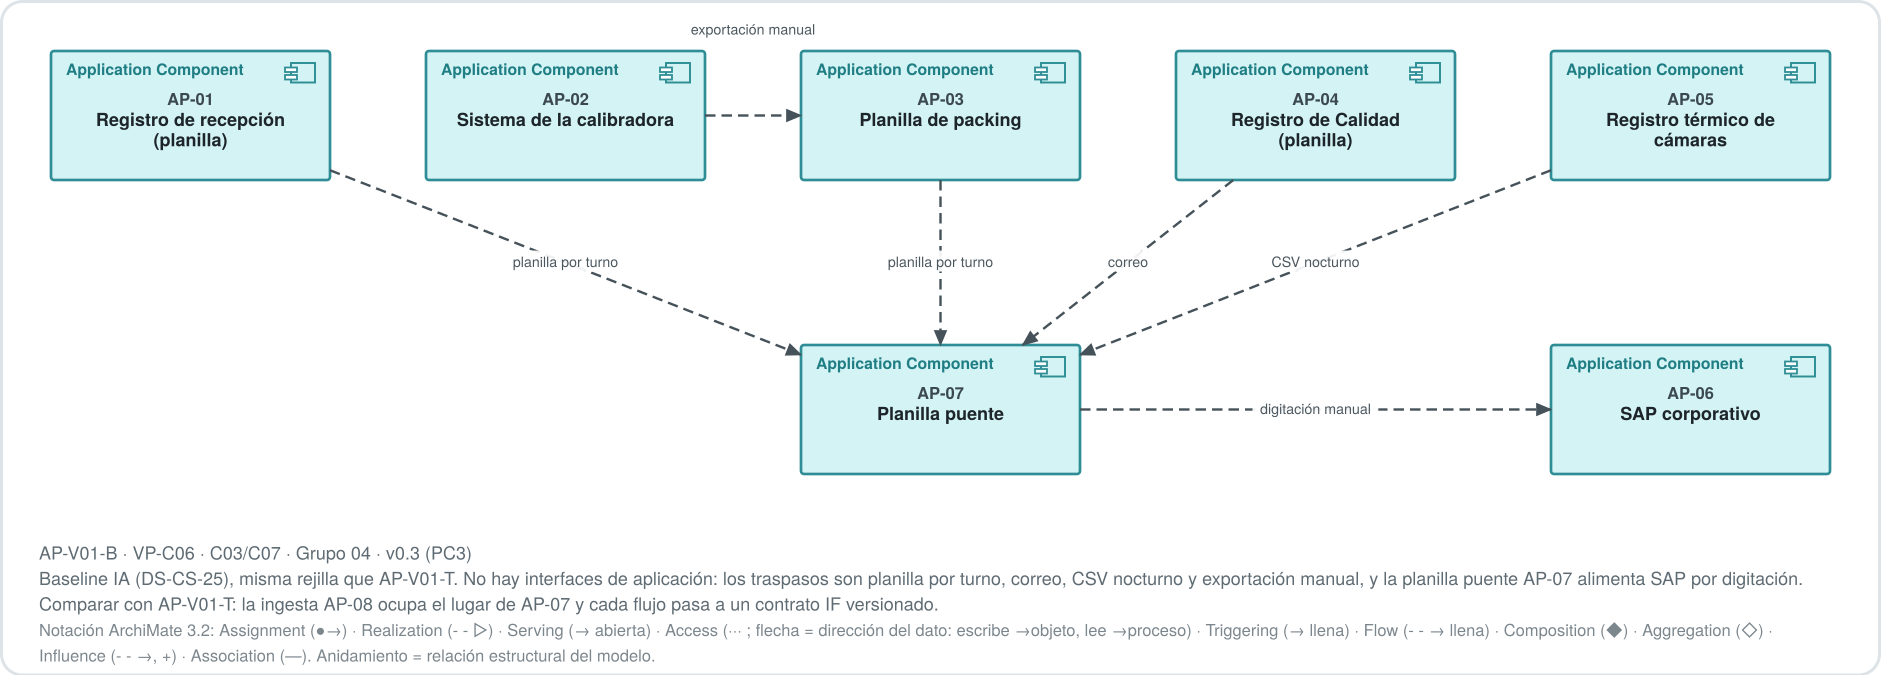 exportación manual
Application Component
AP-01
Registro de recepción
(planilla)
Application Component
AP-02
Sistema de la calibradora
Application Component
AP-03
Planilla de packing
Application Component
AP-04
Registro de Calidad
(planilla)
Application Component
AP-05
Registro térmico de
cámaras
planilla por turno
planilla por turno
correo
CSV nocturno
Application Component
AP-07
Planilla puente
digitación manual
Application Component
AP-06
SAP corporativo
AP-V01-B · VP-C06 · C03/C07 · Grupo 04 · v0.3 (PC3)
Baseline IA (DS-CS-25), misma rejilla que AP-V01-T. No hay interfaces de aplicación: los traspasos son planilla por turno, correo, CSV nocturno y exportación manual, y la planilla puente AP-07 alimenta SAP por digitación.
Comparar con AP-V01-T: la ingesta AP-08 ocupa el lugar de AP-07 y cada flujo pasa a un contrato IF versionado.
Notación ArchiMate 3.2: Assignment (●→) · Realization (- - ▷) · Serving (→ abierta) · Access (··· ; flecha = dirección del dato: escribe →objeto, lee →proceso) · Triggering (→ llena) · Flow (- - → llena) · Composition (◆) · Aggregation (◇) ·
Influence (- - →, +) · Association (—). Anidamiento = relación estructural del modelo.